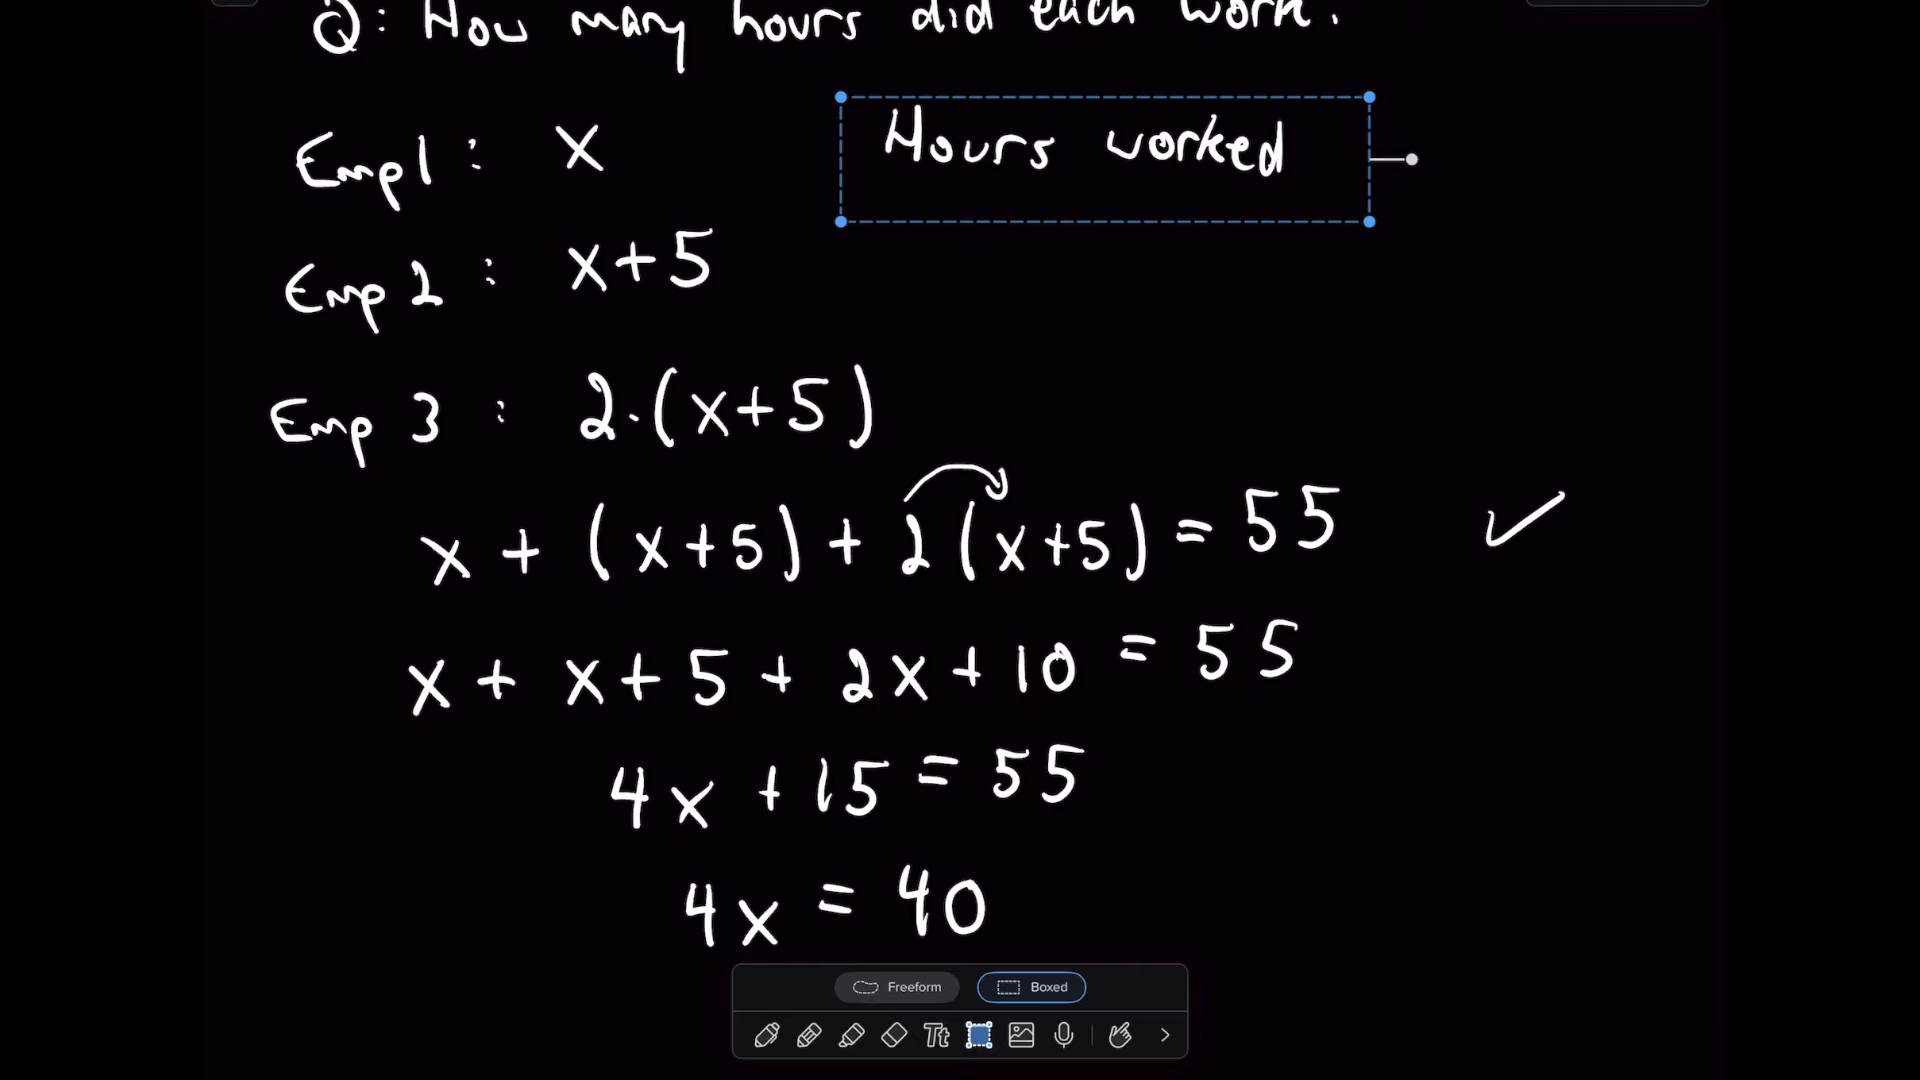 Q: How many hours did each work.
Emp 1: x
Hours worked
Emp 2: x+5
Emp 3: 2·(x+5)
x + (x+5) + 2(x+5) = 55 ✓
x + x + 5 + 2x + 10 = 55
4x + 15 = 55
4x = 40
Freeform Boxed
Tt